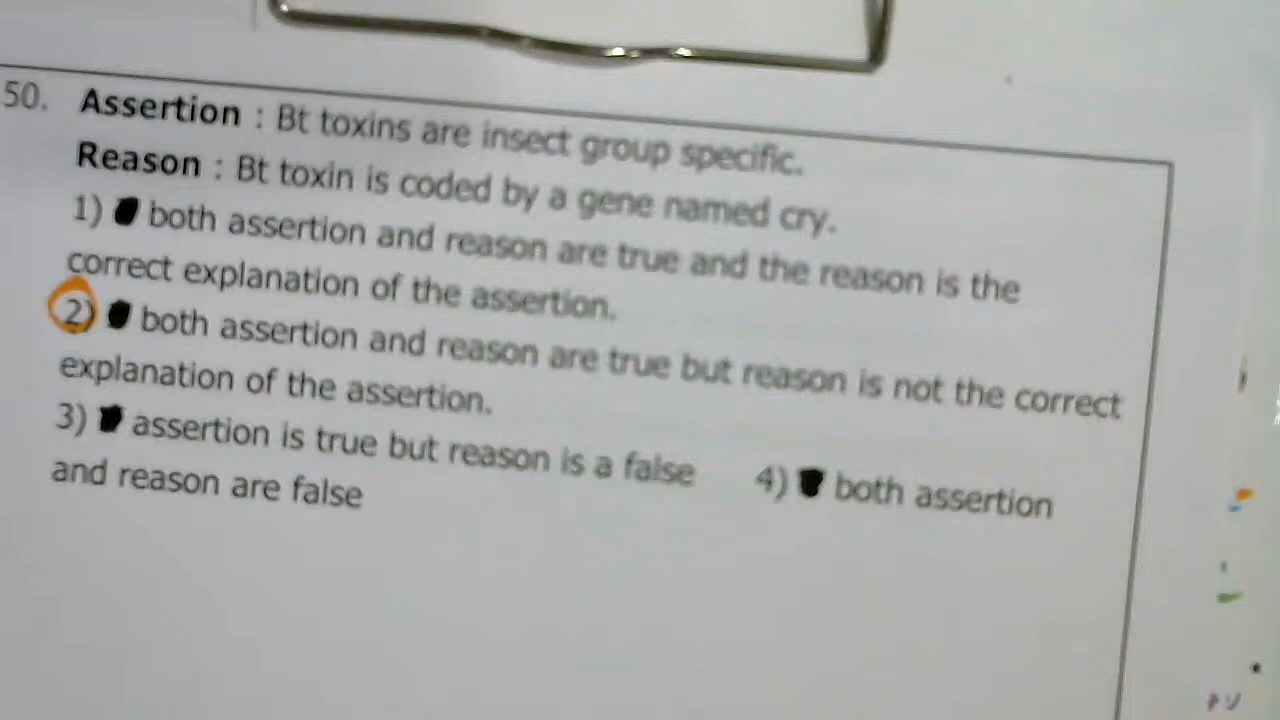 50. Assertion : Bt toxins are insect group specific.
Reason : Bt toxin is coded by a gene named cry.
1) both assertion and reason are true and the reason is the
correct explanation of the assertion.
2) both assertion and reason are true but reason is not the correct
explanation of the assertion.
3) assertion is true but reason is a false 4) both assertion
and reason are false